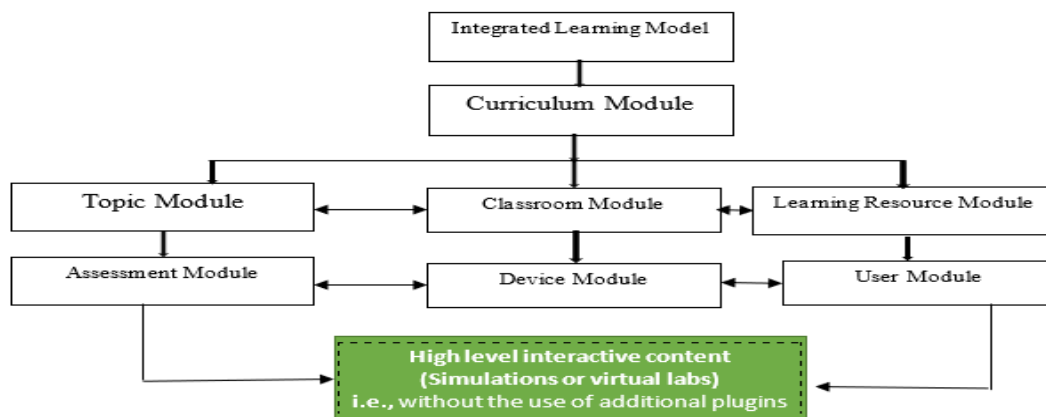 Integrated Learning Model
Curriculum Module
Topic Module
Classroom Module
Learning Resource Module
Assessment Module
Device Module
User Module
High level interactive content
(Simulations or virtual labs)
i.e., without the use of additional plugins